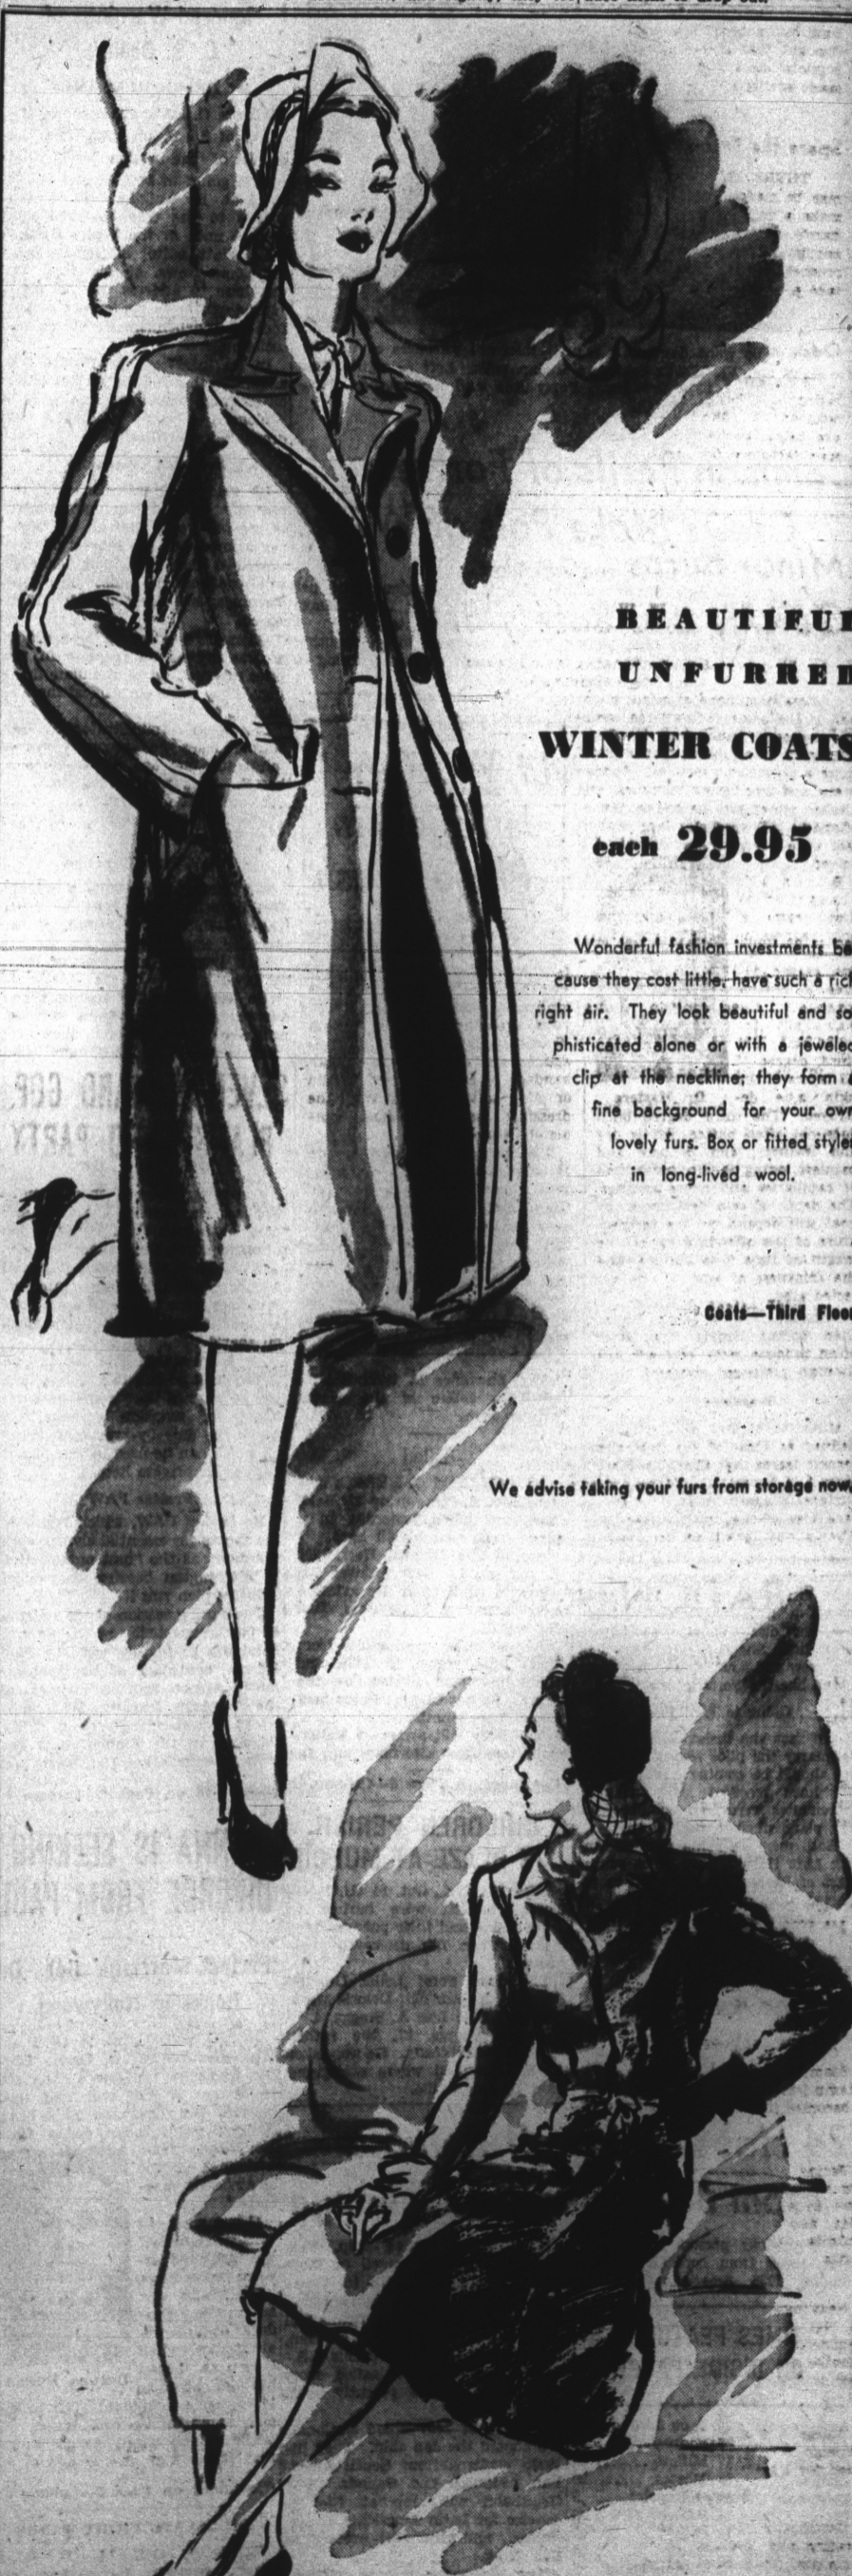 BEAUTIFUL
UNFURRED
WINTER COATS
each 29.95
Wonderful fashion investments be-
cause they cost little, have such a rich
right air. They look beautiful and so-
phisticated alone or with a jeweled
clip at the neckline; they form a
fine background for your own
lovely furs. Box or fitted styles
in long-lived wool.
Coats—Third Floor
We advise taking your furs from storage now.